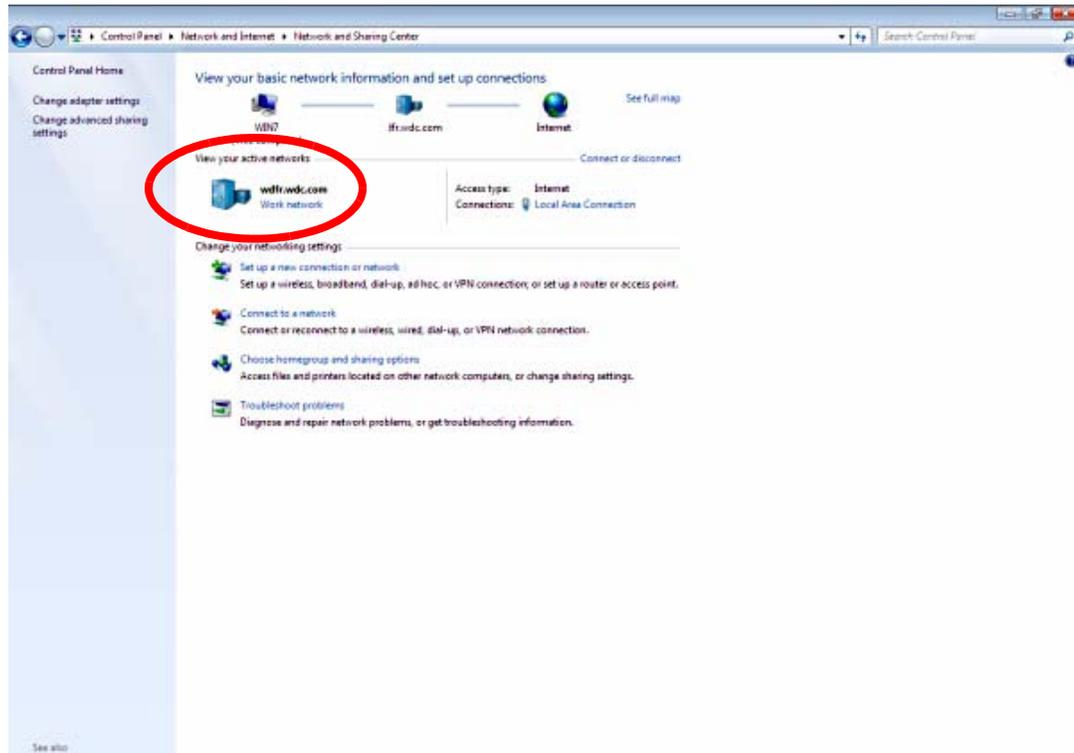 Control Panel ▸ Network and Internet ▸ Network and Sharing Center
Search Control Panel
Control Panel Home
Change adapter settings
Change advanced sharing
settings
View your basic network information and set up connections
See full map
WIN7
lfr.wdc.com
Internet
View your active networks
Connect or disconnect
wdlfr.wdc.com
Work network
Access type: Internet
Connections: Local Area Connection
Change your networking settings
Set up a new connection or network
Set up a wireless, broadband, dial-up, ad hoc, or VPN connection; or set up a router or access point.
Connect to a network
Connect or reconnect to a wireless, wired, dial-up, or VPN network connection.
Choose homegroup and sharing options
Access files and printers located on other network computers, or change sharing settings.
Troubleshoot problems
Diagnose and repair network problems, or get troubleshooting information.
See also